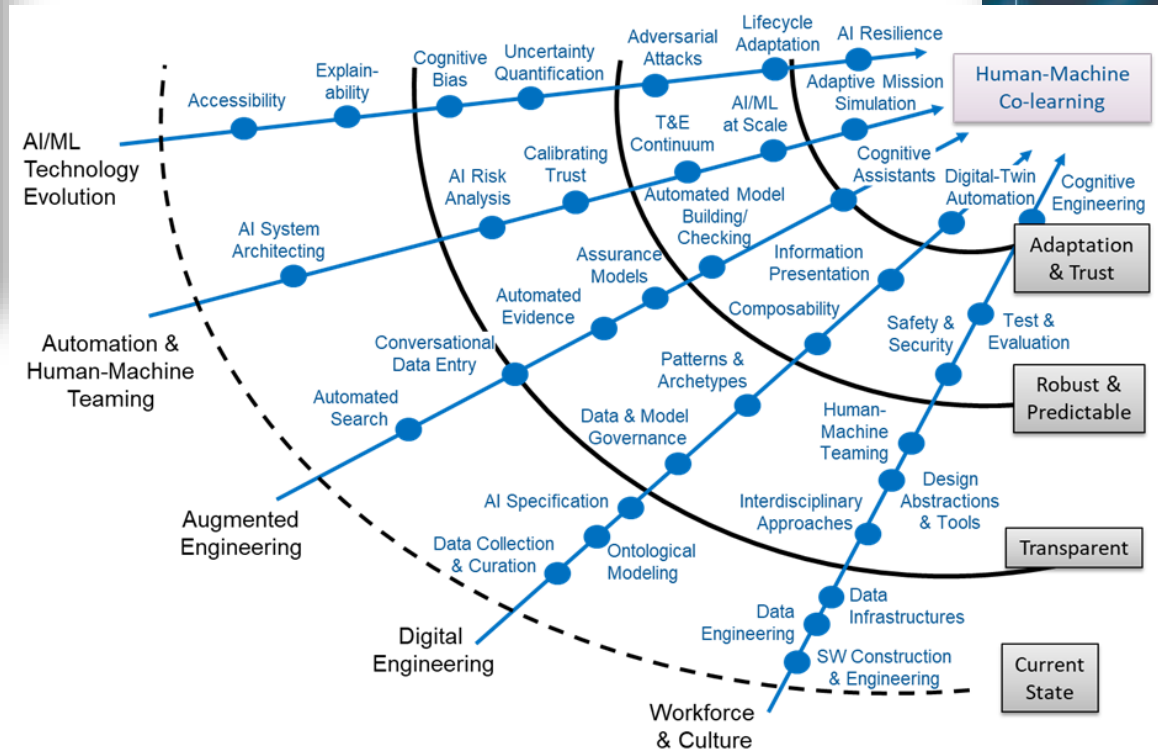 Accessibility
Explain-
ability
Cognitive
Bias
Uncertainty
Quantification
Adversarial
Attacks
Lifecycle
Adaptation
AI Resilience
Human-Machine
Co-learning
AI/ML
Technology
Evolution
AI System
Architecting
AI Risk
Analysis
Calibrating
Trust
T&E
Continuum
AI/ML
at Scale
Adaptive Mission
Simulation
Automation &
Human-Machine
Teaming
Automated
Search
Conversational
Data Entry
Automated
Evidence
Assurance
Models
Automated Model
Building/
Checking
Cognitive
Assistants
Augmented
Engineering
Data Collection
& Curation
Ontological
Modeling
AI Specification
Data & Model
Governance
Patterns &
Archetypes
Composability
Information
Presentation
Digital-Twin
Automation
Digital
Engineering
SW Construction
& Engineering
Data
Engineering
Data
Infrastructures
Interdisciplinary
Approaches
Design
Abstractions
& Tools
Human-
Machine
Teaming
Safety &
Security
Test &
Evaluation
Cognitive
Engineering
Workforce
& Culture
Adaptation
& Trust
Robust &
Predictable
Transparent
Current
State